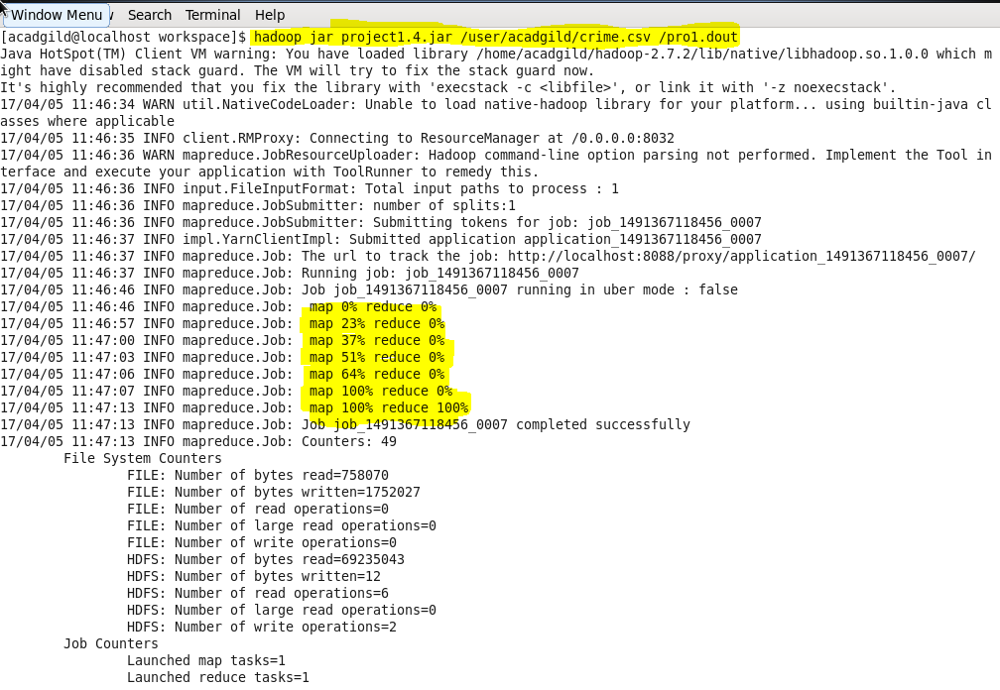 Window Menu Search Terminal Help
[acadgild@localhost workspace]$ hadoop jar project1.4.jar /user/acadgild/crime.csv /pro1.dout
Java HotSpot(TM) Client VM warning: You have loaded library /home/acadgild/hadoop-2.7.2/lib/native/libhadoop.so.1.0.0 which m
ight have disabled stack guard. The VM will try to fix the stack guard now.
It's highly recommended that you fix the library with 'execstack -c <libfile>', or link it with '-z noexecstack'.
17/04/05 11:46:34 WARN util.NativeCodeLoader: Unable to load native-hadoop library for your platform... using builtin-java cl
asses where applicable
17/04/05 11:46:35 INFO client.RMProxy: Connecting to ResourceManager at /0.0.0.0:8032
17/04/05 11:46:36 WARN mapreduce.JobResourceUploader: Hadoop command-line option parsing not performed. Implement the Tool in
terface and execute your application with ToolRunner to remedy this.
17/04/05 11:46:36 INFO input.FileInputFormat: Total input paths to process : 1
17/04/05 11:46:36 INFO mapreduce.JobSubmitter: number of splits:1
17/04/05 11:46:36 INFO mapreduce.JobSubmitter: Submitting tokens for job: job_1491367118456_0007
17/04/05 11:46:37 INFO impl.YarnClientImpl: Submitted application application_1491367118456_0007
17/04/05 11:46:37 INFO mapreduce.Job: The url to track the job: http://localhost:8088/proxy/application_1491367118456_0007/
17/04/05 11:46:37 INFO mapreduce.Job: Running job: job_1491367118456_0007
17/04/05 11:46:46 INFO mapreduce.Job: Job job_1491367118456_0007 running in uber mode : false
17/04/05 11:46:46 INFO mapreduce.Job:  map 0% reduce 0%
17/04/05 11:46:57 INFO mapreduce.Job:  map 23% reduce 0%
17/04/05 11:47:00 INFO mapreduce.Job:  map 37% reduce 0%
17/04/05 11:47:03 INFO mapreduce.Job:  map 51% reduce 0%
17/04/05 11:47:06 INFO mapreduce.Job:  map 64% reduce 0%
17/04/05 11:47:07 INFO mapreduce.Job:  map 100% reduce 0%
17/04/05 11:47:13 INFO mapreduce.Job:  map 100% reduce 100%
17/04/05 11:47:13 INFO mapreduce.Job: Job job_1491367118456_0007 completed successfully
17/04/05 11:47:13 INFO mapreduce.Job: Counters: 49
File System Counters
FILE: Number of bytes read=758070
FILE: Number of bytes written=1752027
FILE: Number of read operations=0
FILE: Number of large read operations=0
FILE: Number of write operations=0
HDFS: Number of bytes read=69235043
HDFS: Number of bytes written=12
HDFS: Number of read operations=6
HDFS: Number of large read operations=0
HDFS: Number of write operations=2
Job Counters
Launched map tasks=1
Launched reduce tasks=1